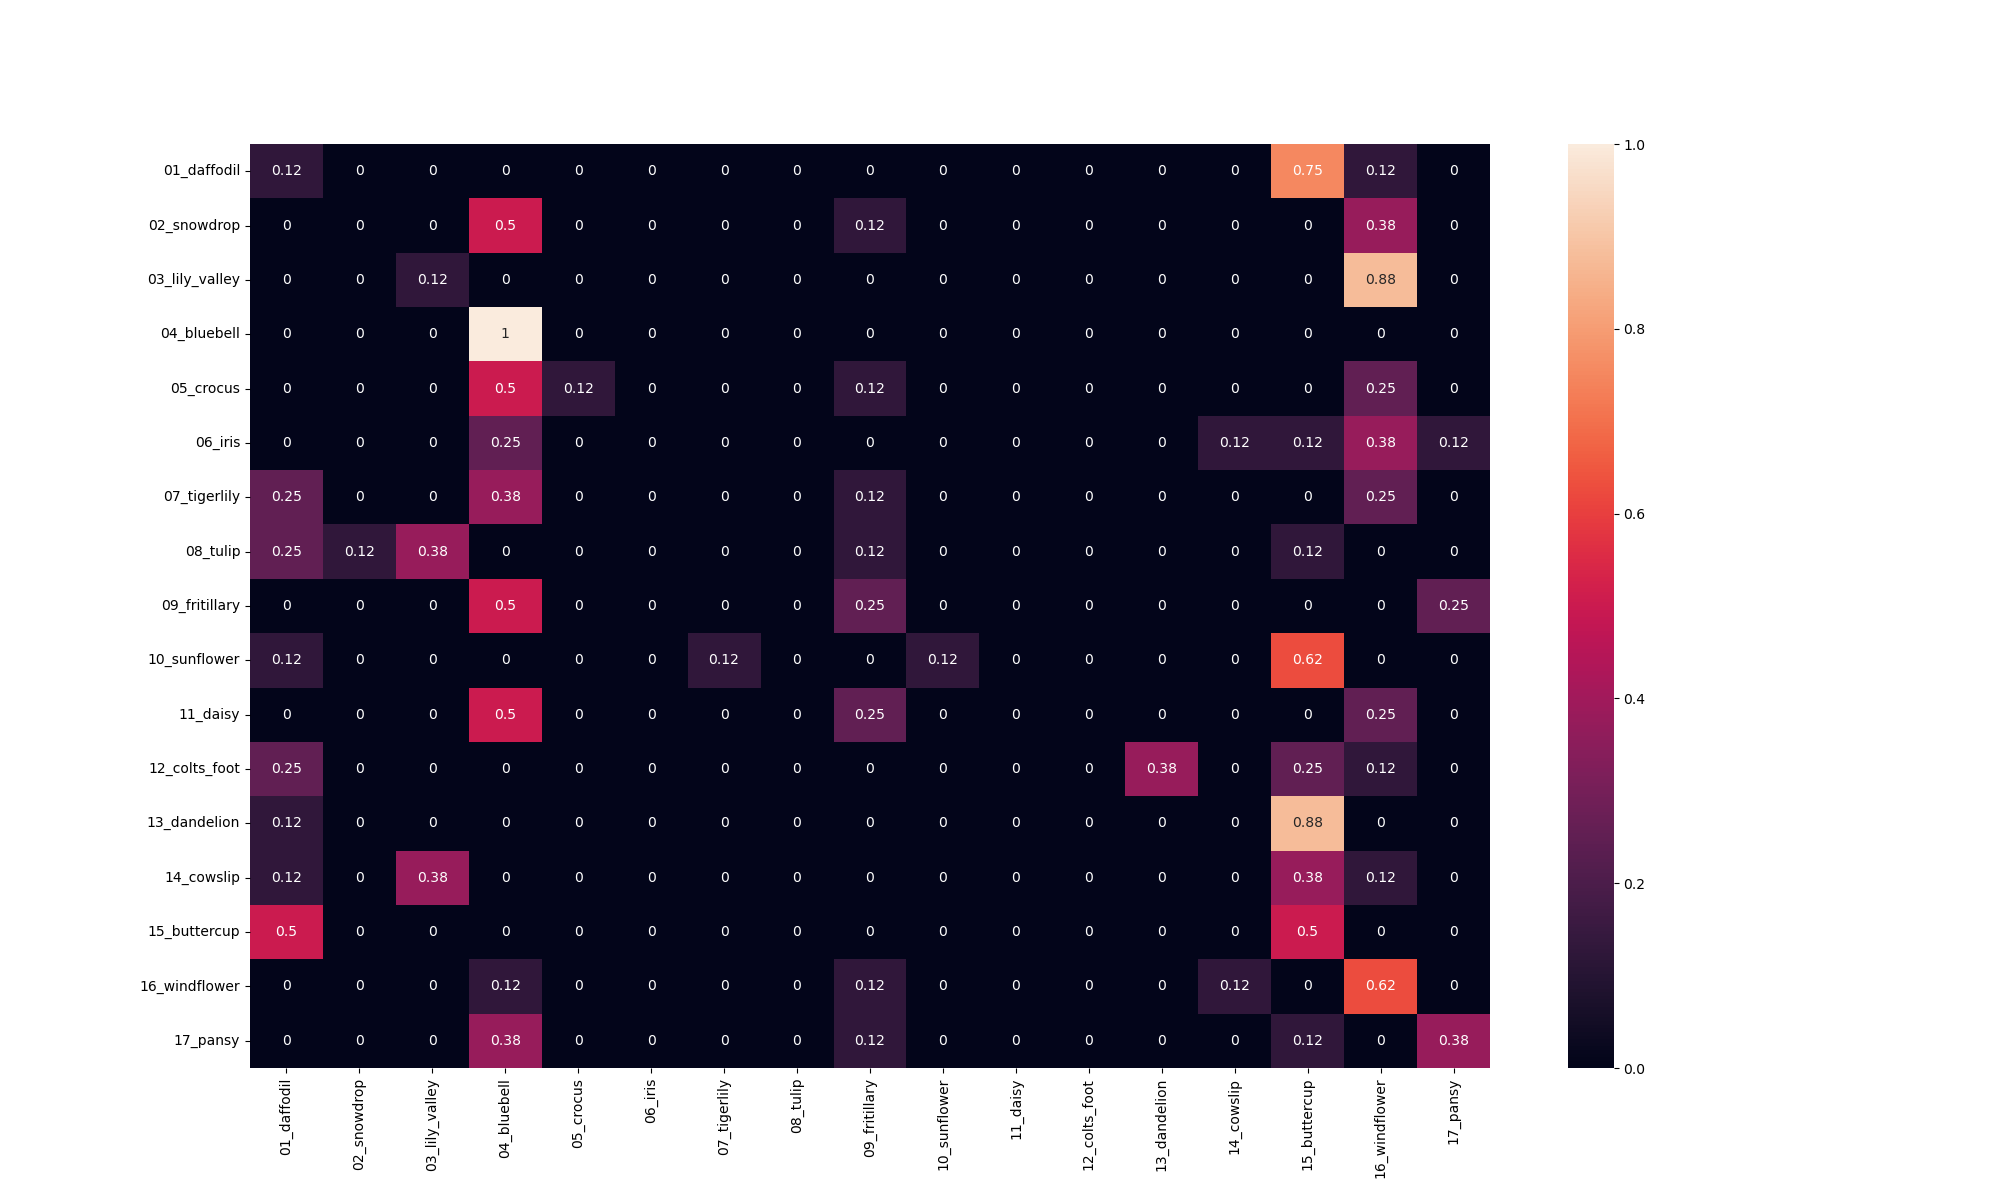 01_daffodil 0.12 0 0 0 0 0 0 0 0 0 0 0 0 0 0.75 0.12 0 1.0
02_snowdrop 0 0 0 0.5 0 0 0 0 0.12 0 0 0 0 0 0 0.38 0
03_lily_valley 0 0 0.12 0 0 0 0 0 0 0 0 0 0 0 0 0.88 0
04_bluebell 0 0 0 1 0 0 0 0 0 0 0 0 0 0 0 0 0 0.8
05_crocus 0 0 0 0.5 0.12 0 0 0 0.12 0 0 0 0 0 0 0.25 0
06_iris 0 0 0 0.25 0 0 0 0 0 0 0 0 0 0.12 0.12 0.38 0.12
07_tigerlily 0.25 0 0 0.38 0 0 0 0 0.12 0 0 0 0 0 0 0.25 0 0.6
08_tulip 0.25 0.12 0.38 0 0 0 0 0 0.12 0 0 0 0 0 0.12 0 0
09_fritillary 0 0 0 0.5 0 0 0 0 0.25 0 0 0 0 0 0 0 0.25
10_sunflower 0.12 0 0 0 0 0 0.12 0 0 0.12 0 0 0 0 0.62 0 0
11_daisy 0 0 0 0.5 0 0 0 0 0.25 0 0 0 0 0 0 0.25 0 0.4
12_colts_foot 0.25 0 0 0 0 0 0 0 0 0 0 0 0.38 0 0.25 0.12 0
13_dandelion 0.12 0 0 0 0 0 0 0 0 0 0 0 0 0 0.88 0 0
14_cowslip 0.12 0 0.38 0 0 0 0 0 0 0 0 0 0 0 0.38 0.12 0 0.2
15_buttercup 0.5 0 0 0 0 0 0 0 0 0 0 0 0 0 0.5 0 0
16_windflower 0 0 0 0.12 0 0 0 0 0.12 0 0 0 0 0.12 0 0.62 0
17_pansy 0 0 0 0.38 0 0 0 0 0.12 0 0 0 0 0 0.12 0 0.38 0.0
01_daffodil 02_snowdrop 03_lily_valley 04_bluebell 05_crocus 06_iris 07_tigerlily 08_tulip 09_fritillary 10_sunflower 11_daisy 12_colts_foot 13_dandelion 14_cowslip 15_buttercup 16_windflower 17_pansy